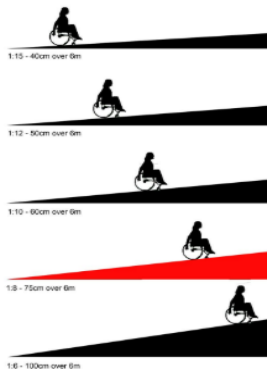 1:15 - 40cm over 6m
1:12 - 50cm over 6m
1:10 - 60cm over 6m
1:8 - 75cm over 6m
1:6 - 100cm over 6m